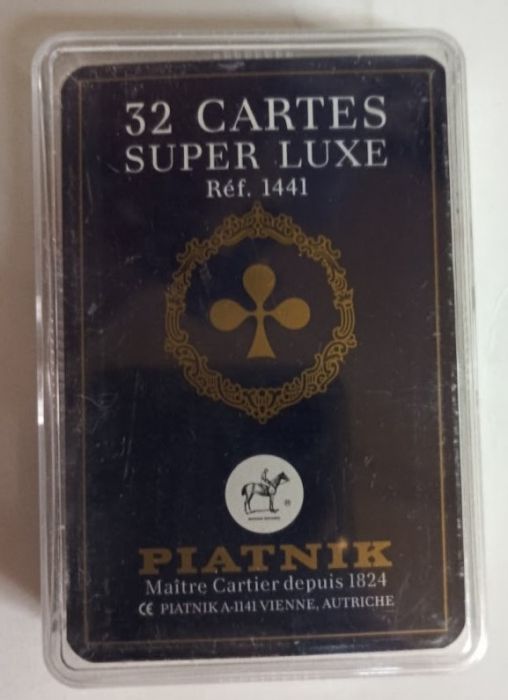 32 CARTES
SUPER LUXE
Réf. 1441
PIATNIK
Maître Cartier depuis 1824
CE PIATNIK A-1141 VIENNE, AUTRICHE